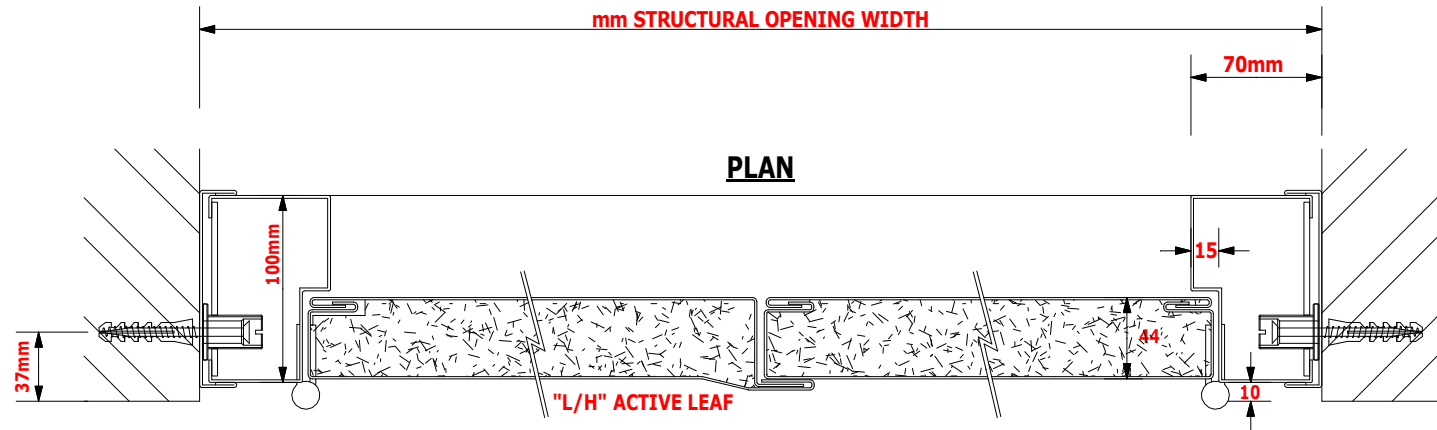 mm STRUCTURAL OPENING WIDTH
70mm
PLAN
100mm
15
44
37mm
10
"L/H" ACTIVE LEAF